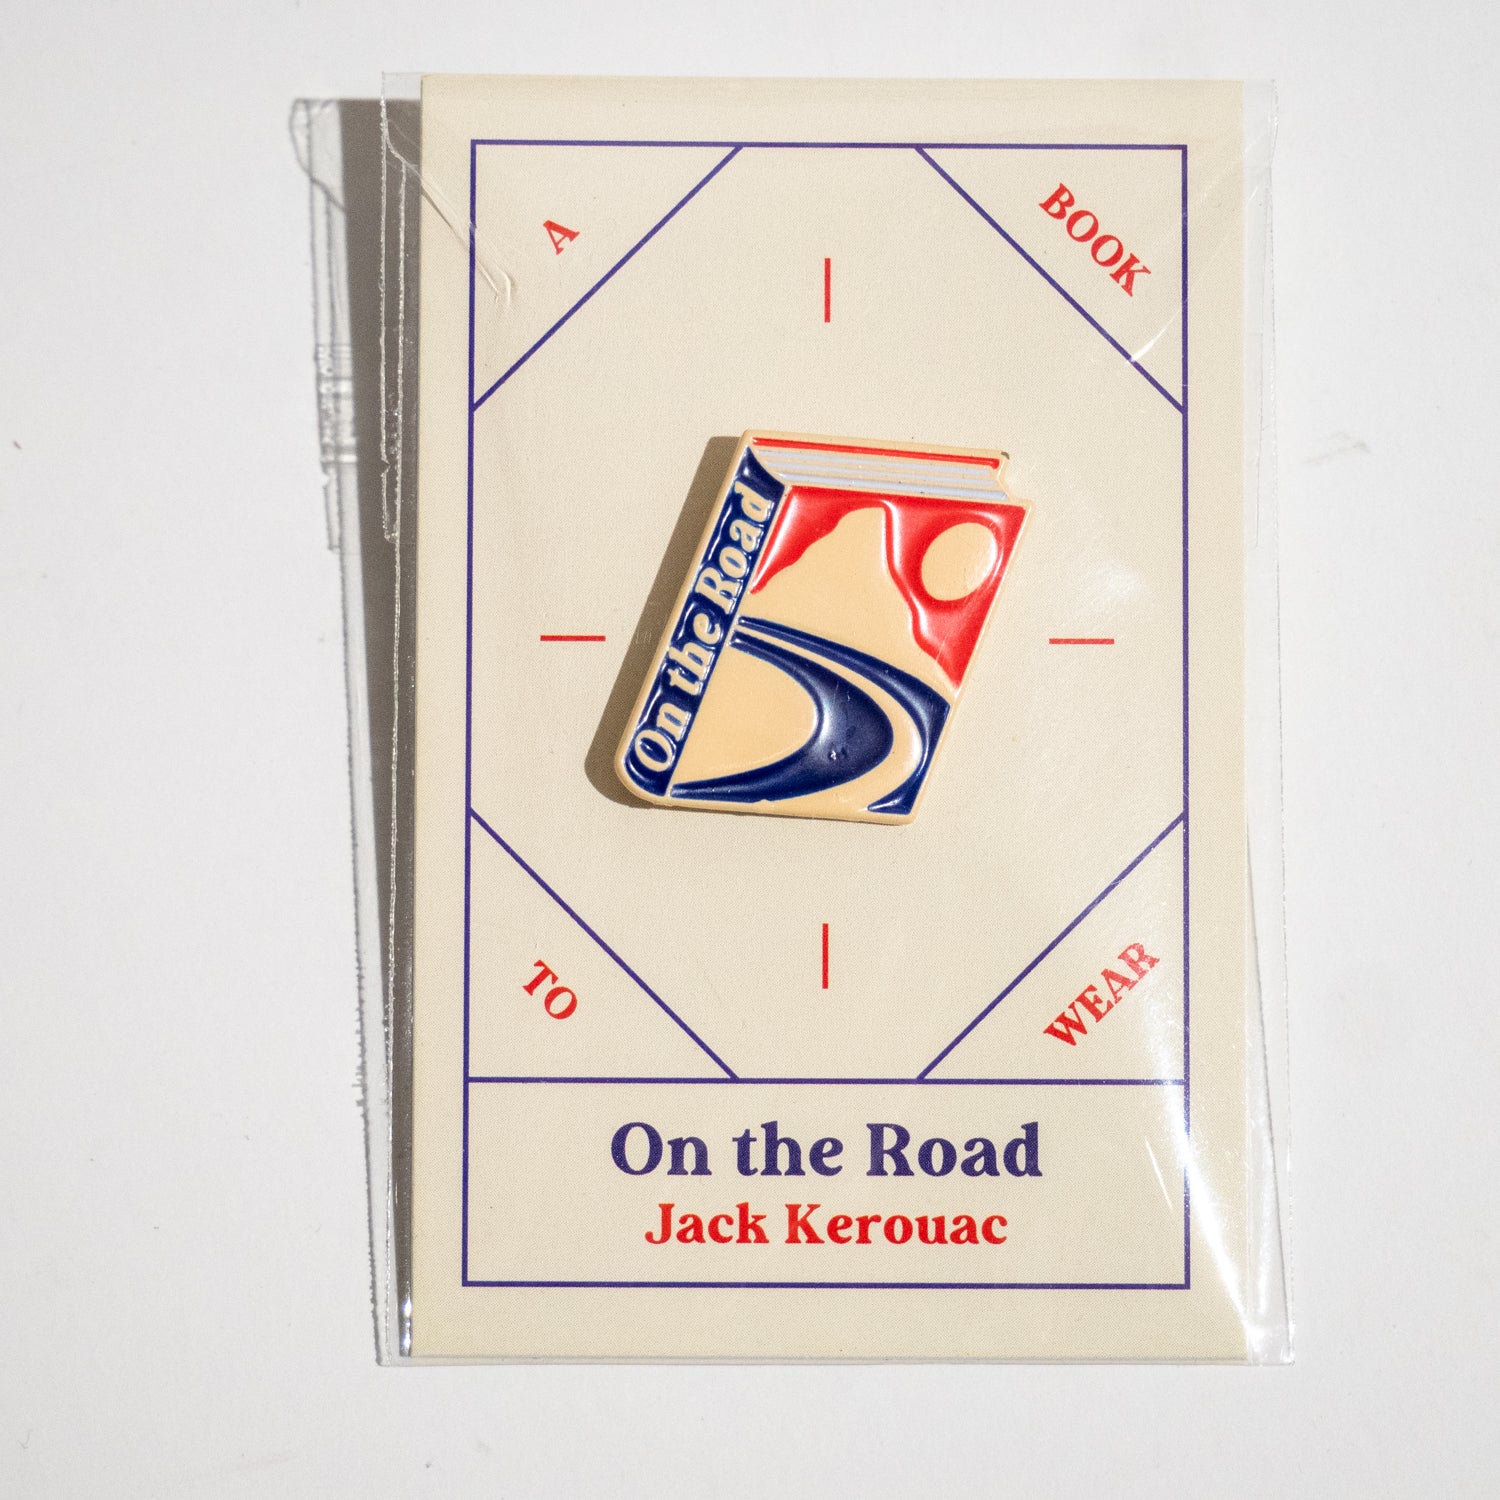 A
BOOK
On the Road
TO
WEAR
On the Road
Jack Kerouac